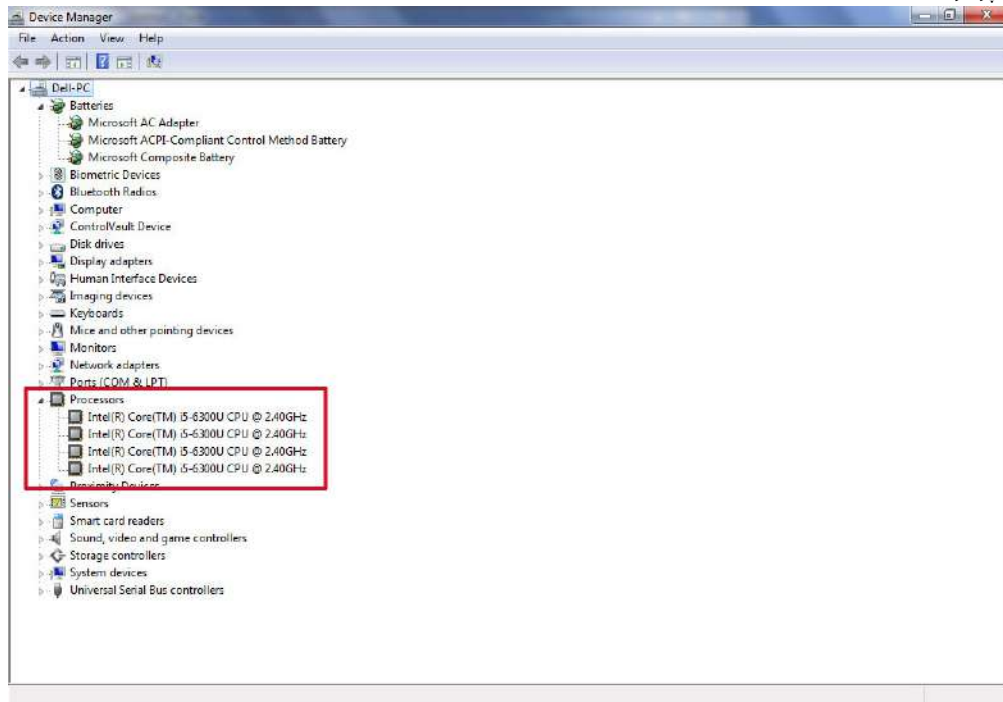 Device Manager
File Action View Help
Dell-PC
Batteries
Microsoft AC Adapter
Microsoft ACPI-Compliant Control Method Battery
Microsoft Composite Battery
Biometric Devices
Bluetooth Radios
Computer
ControlVault Device
Disk drives
Display adapters
Human Interface Devices
Imaging devices
Keyboards
Mice and other pointing devices
Monitors
Network adapters
Ports (COM & LPT)
Processors
Intel(R) Core(TM) i5-6300U CPU @ 2.40GHz
Intel(R) Core(TM) i5-6300U CPU @ 2.40GHz
Intel(R) Core(TM) i5-6300U CPU @ 2.40GHz
Intel(R) Core(TM) i5-6300U CPU @ 2.40GHz
Proximity Devices
Sensors
Smart card readers
Sound, video and game controllers
Storage controllers
System devices
Universal Serial Bus controllers